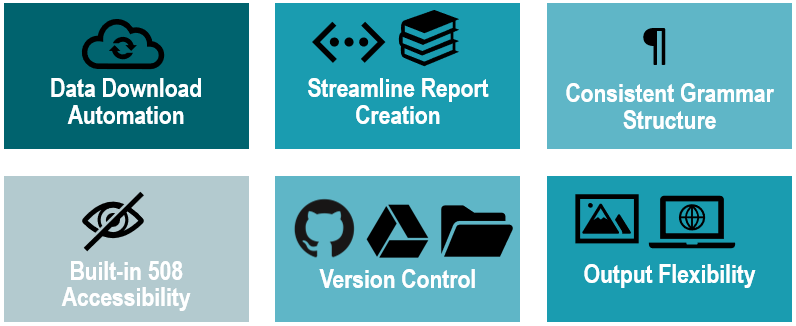 Data Download
Automation
Streamline Report
Creation
¶
Consistent Grammar
Structure
Built-in 508
Accessibility
Version Control
Output Flexibility